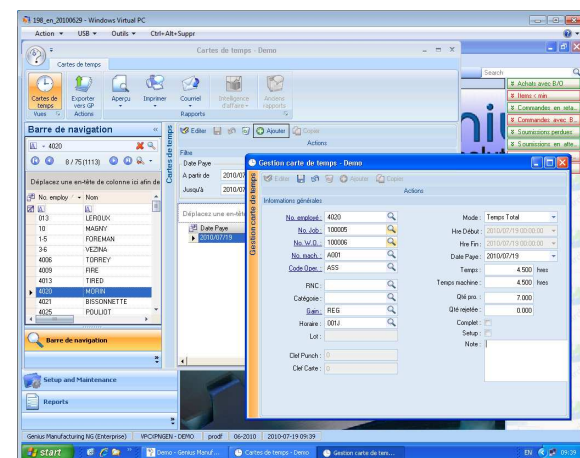 198_en_20100629 - Windows Virtual PC
Action USB Outils Ctrl+Alt+Suppr
Cartes de temps - Demo
Cartes de temps
Cartes de temps
Exporter vers GP
Aperçu
Imprimer
Courriel
Intelligence d'affaire
Anciens rapports
Vues
Actions
Rapports
Search
Achats avec B/O
Items < min
Commandes en reta...
Commandes avec B...
Soumissions perdues
Soumissions en atte...
Barre de navigation
= 4020
8 / 75 (1113)
Déplacez une en-tête de colonne ici afin de
No. employ Nom
013 LEROUX
10 MAGNY
1-5 FOREMAN
3-6 VEZINA
4006 TORREY
4009 FIRE
4013 TIRED
4020 MORIN
4021 BISSONNETTE
4025 POULIOT
Barre de navigation
Setup and Maintenance
Reports
Cartes de temps
Editer Ajouter Copier
Actions
Filtre
Date Paye
A partir de 2010/07
Jusqu'à 2010/07
Déplacez une en-tête
Date Paye
2010/07/19
Gestion carte de temps - Demo
Gestion carte de temps
Editer Ajouter Copier
Actions
Informations générales
No. employé: 4020
No. Job: 100005
No. W.O.: 100006
No. mach.: A001
Code Oper.: ASS
RNC:
Catégorie:
Gain: REG
Horaire: 001J
Lot:
Clef Punch: 0
Clef Carte: 0
Mode: Temps Total
Hre Début: 2010/07/19 00:00:00
Hre Fin: 2010/07/19 00:00:00
Date Paye: 2010/07/19
Temps: 4.500 hres
Temps machine: 4.500 hres
Qté pro.: 7.000
Qté rejetée: 0.000
Complet:
Setup:
Note:
Genius Manufacturing NG (Enterprise) VPCXPNGEN - DEMO prodf 06-2010 2010-07-19 09:39
start
Demo - Genius Manuf...
Cartes de temps - Demo
Gestion carte de tem...
EN
09:39